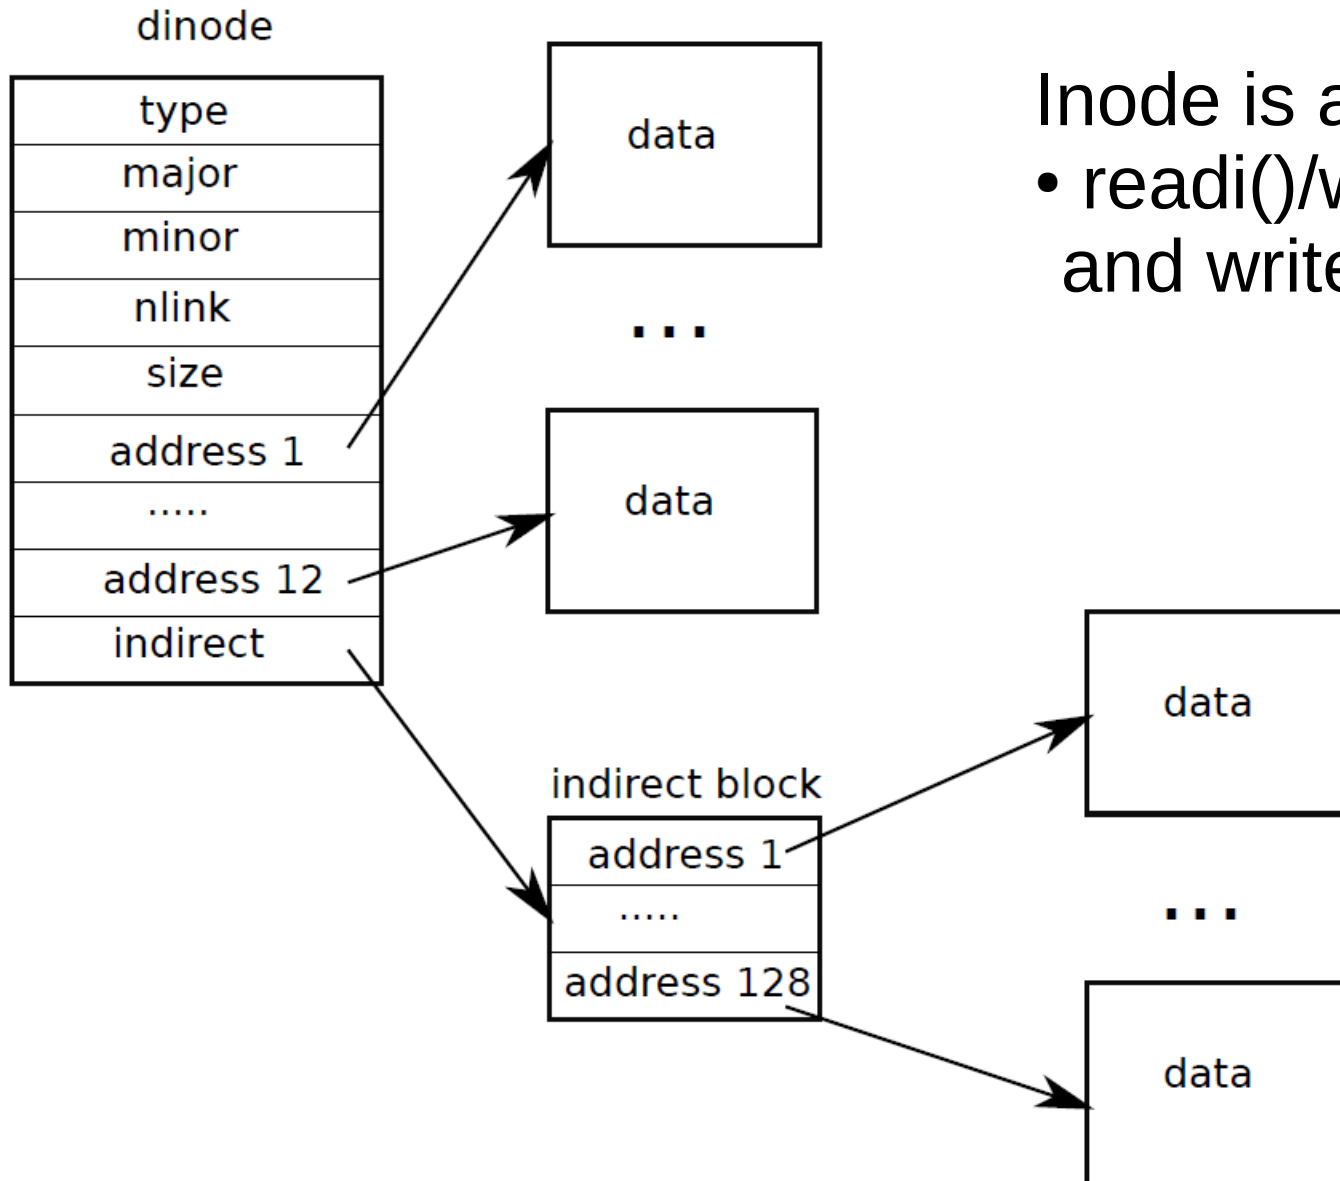 dinode
type
major
minor
nlink
size
address 1
.....
address 12
indirect
data
...
data
Inode is
• readi()/
and write
indirect block
address 1
.....
address 128
data
...
data